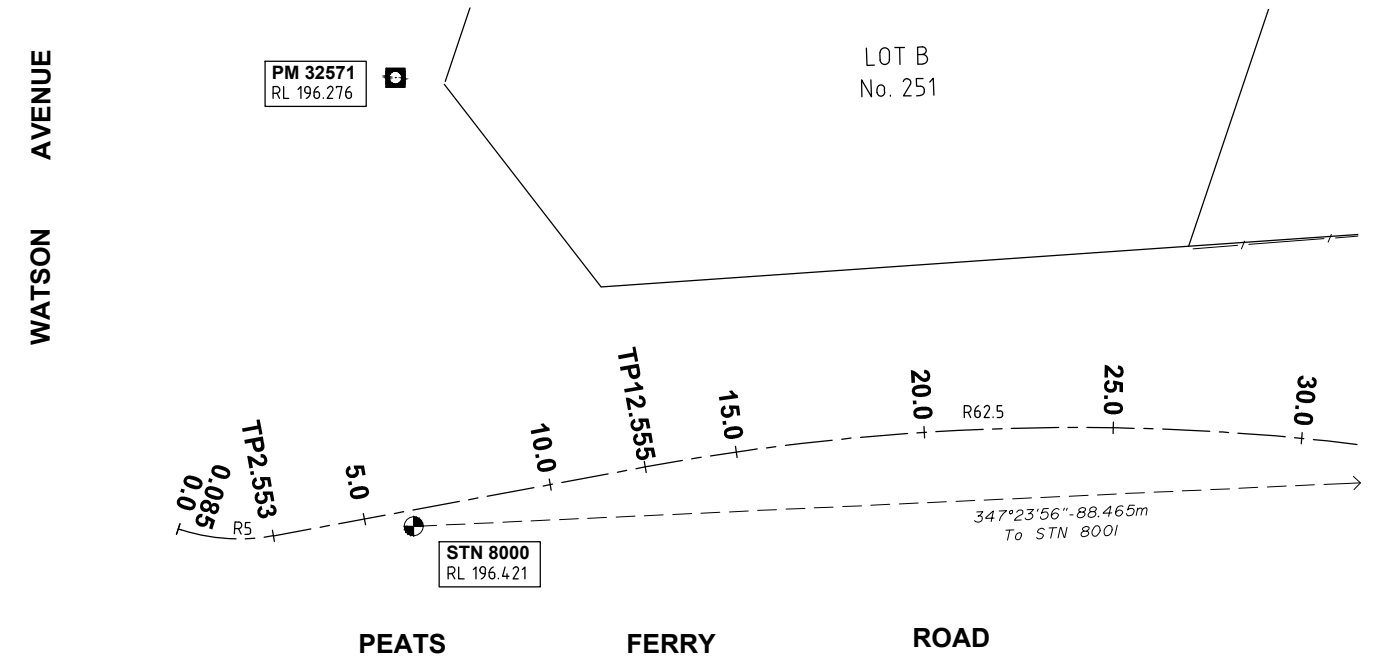 WATSON AVENUE
PM 32571
RL 196.276
LOT B
No. 251
0.0
0.085
R5
TP2.553
5.0
10.0
TP12.555
15.0
20.0
R62.5
25.0
30.0
347°23'56"-88.465m
To STN 8001
STN 8000
RL 196.421
PEATS FERRY ROAD